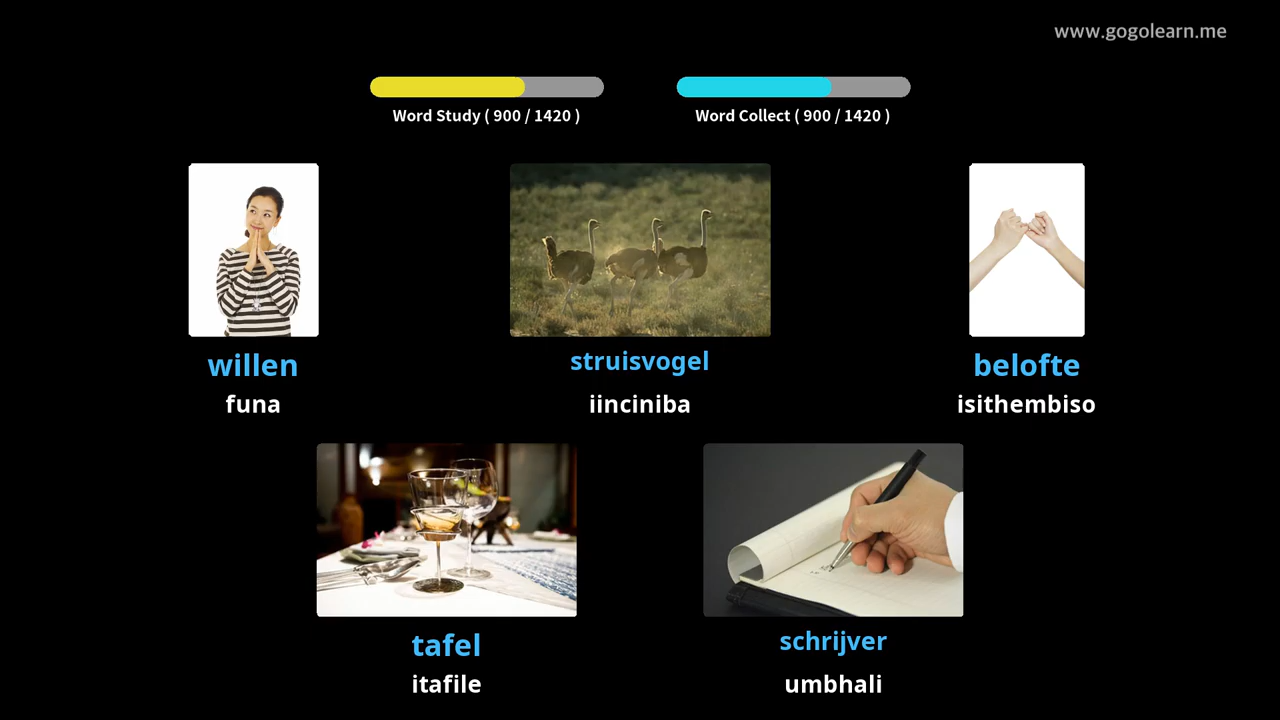 www.gogolearn.me
Word Study ( 900 / 1420 )
Word Collect ( 900 / 1420 )
willen
funa
struisvogel
iinciniba
belofte
isithembiso
tafel
itafile
schrijver
umbhali